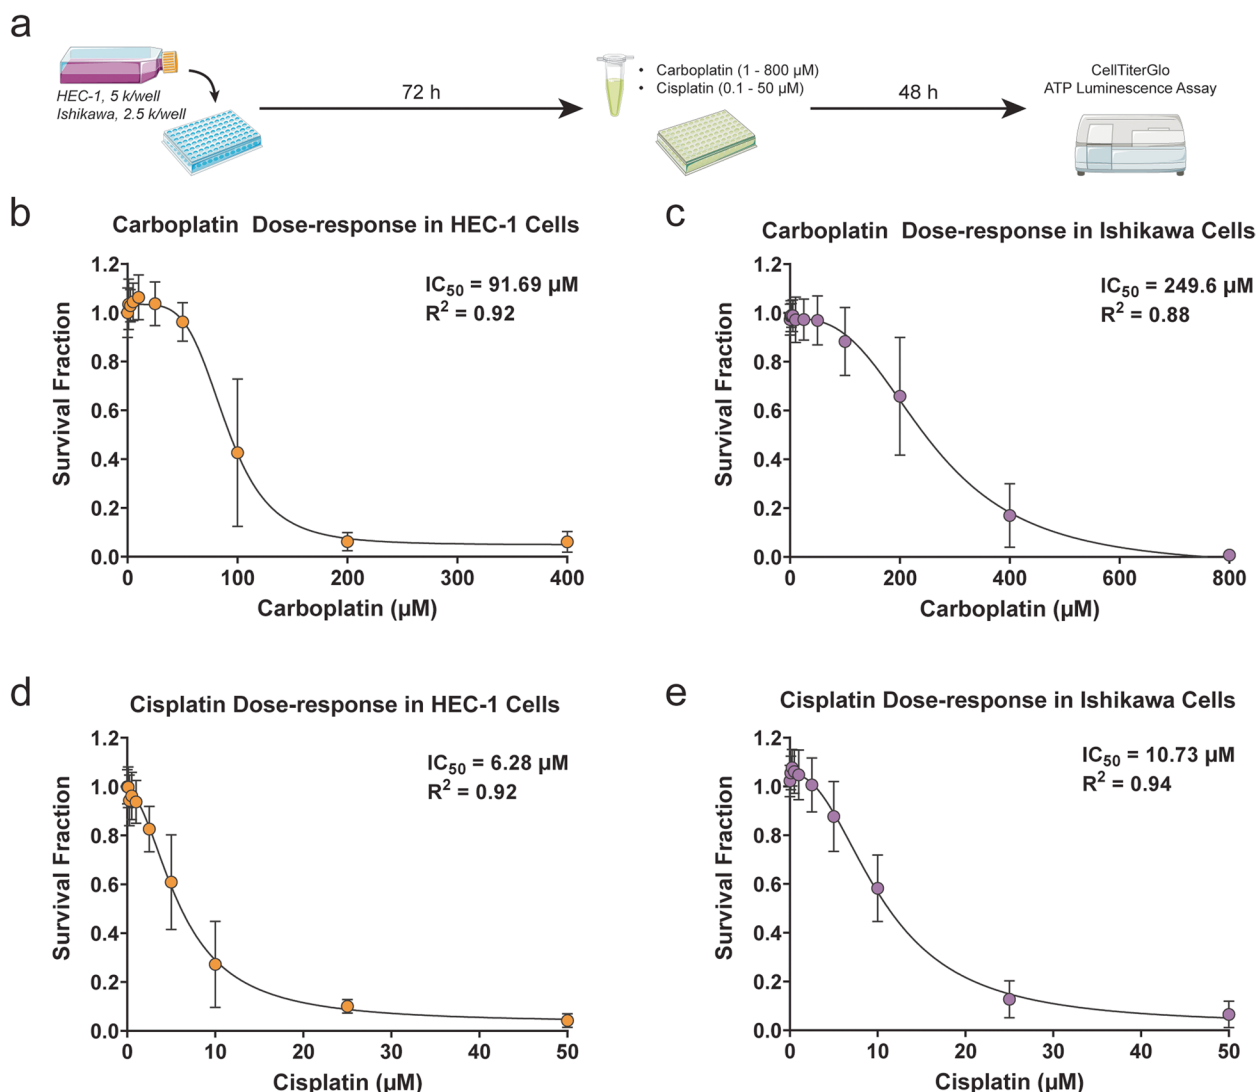 a
HEC-1, 5 k/well
Ishikawa, 2.5 k/well
72 h
• Carboplatin (1 - 800 µM)
• Cisplatin (0.1 - 50 µM)
48 h
CellTiterGlo
ATP Luminescence Assay
b
Carboplatin Dose-response in HEC-1 Cells
IC50 = 91.69 µM
R2 = 0.92
Survival Fraction
1.2
1.0
0.8
0.6
0.4
0.2
0.0
0 100 200 300 400
Carboplatin (µM)
c
Carboplatin Dose-response in Ishikawa Cells
IC50 = 249.6 µM
R2 = 0.88
Survival Fraction
1.2
1.0
0.8
0.6
0.4
0.2
0.0
0 200 400 600 800
Carboplatin (µM)
d
Cisplatin Dose-response in HEC-1 Cells
IC50 = 6.28 µM
R2 = 0.92
Survival Fraction
1.2
1.0
0.8
0.6
0.4
0.2
0.0
0 10 20 30 40 50
Cisplatin (µM)
e
Cisplatin Dose-response in Ishikawa Cells
IC50 = 10.73 µM
R2 = 0.94
Survival Fraction
1.2
1.0
0.8
0.6
0.4
0.2
0.0
0 10 20 30 40 50
Cisplatin (µM)